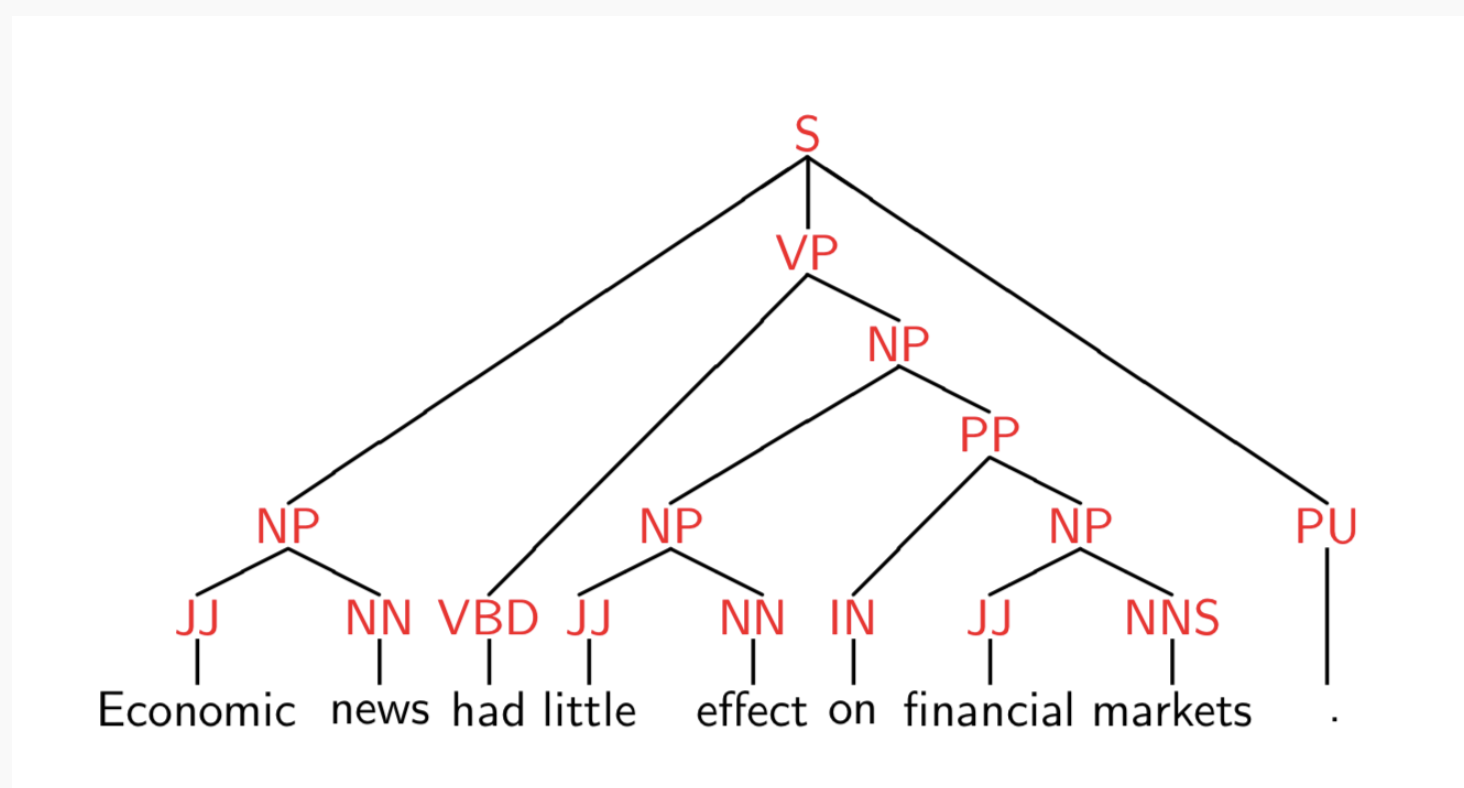 S
VP
NP
PP
NP NP NP PU
JJ NN VBD JJ NN IN JJ NNS
Economic news had little effect on financial markets .